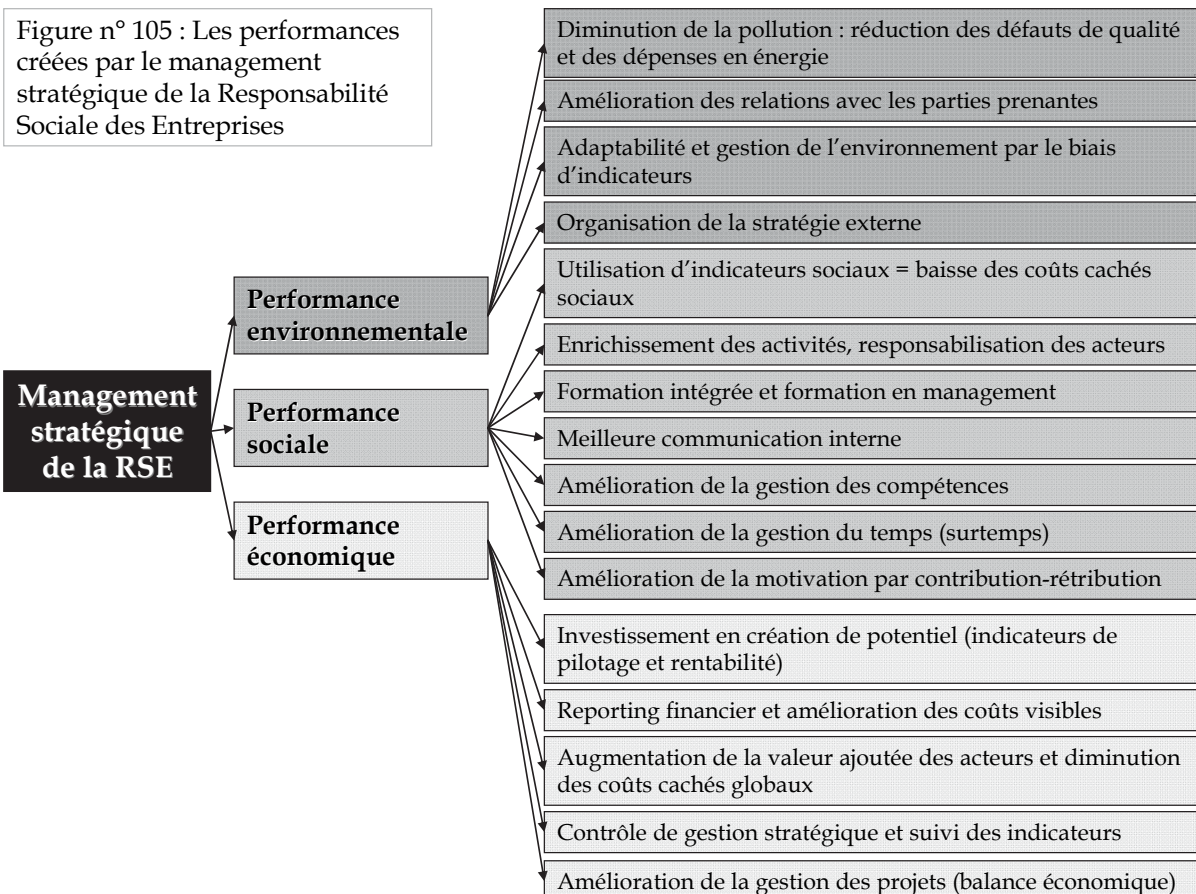 Figure n° 105 : Les performances
créées par le management
stratégique de la Responsabilité
Sociale des Entreprises
Management
stratégique
de la RSE
Performance
environnementale
Performance
sociale
Performance
économique
Diminution de la pollution : réduction des défauts de qualité
et des dépenses en énergie
Amélioration des relations avec les parties prenantes
Adaptabilité et gestion de l’environnement par le biais
d’indicateurs
Organisation de la stratégie externe
Utilisation d’indicateurs sociaux = baisse des coûts cachés
sociaux
Enrichissement des activités, responsabilisation des acteurs
Formation intégrée et formation en management
Meilleure communication interne
Amélioration de la gestion des compétences
Amélioration de la gestion du temps (surtemps)
Amélioration de la motivation par contribution-rétribution
Investissement en création de potentiel (indicateurs de
pilotage et rentabilité)
Reporting financier et amélioration des coûts visibles
Augmentation de la valeur ajoutée des acteurs et diminution
des coûts cachés globaux
Contrôle de gestion stratégique et suivi des indicateurs
Amélioration de la gestion des projets (balance économique)